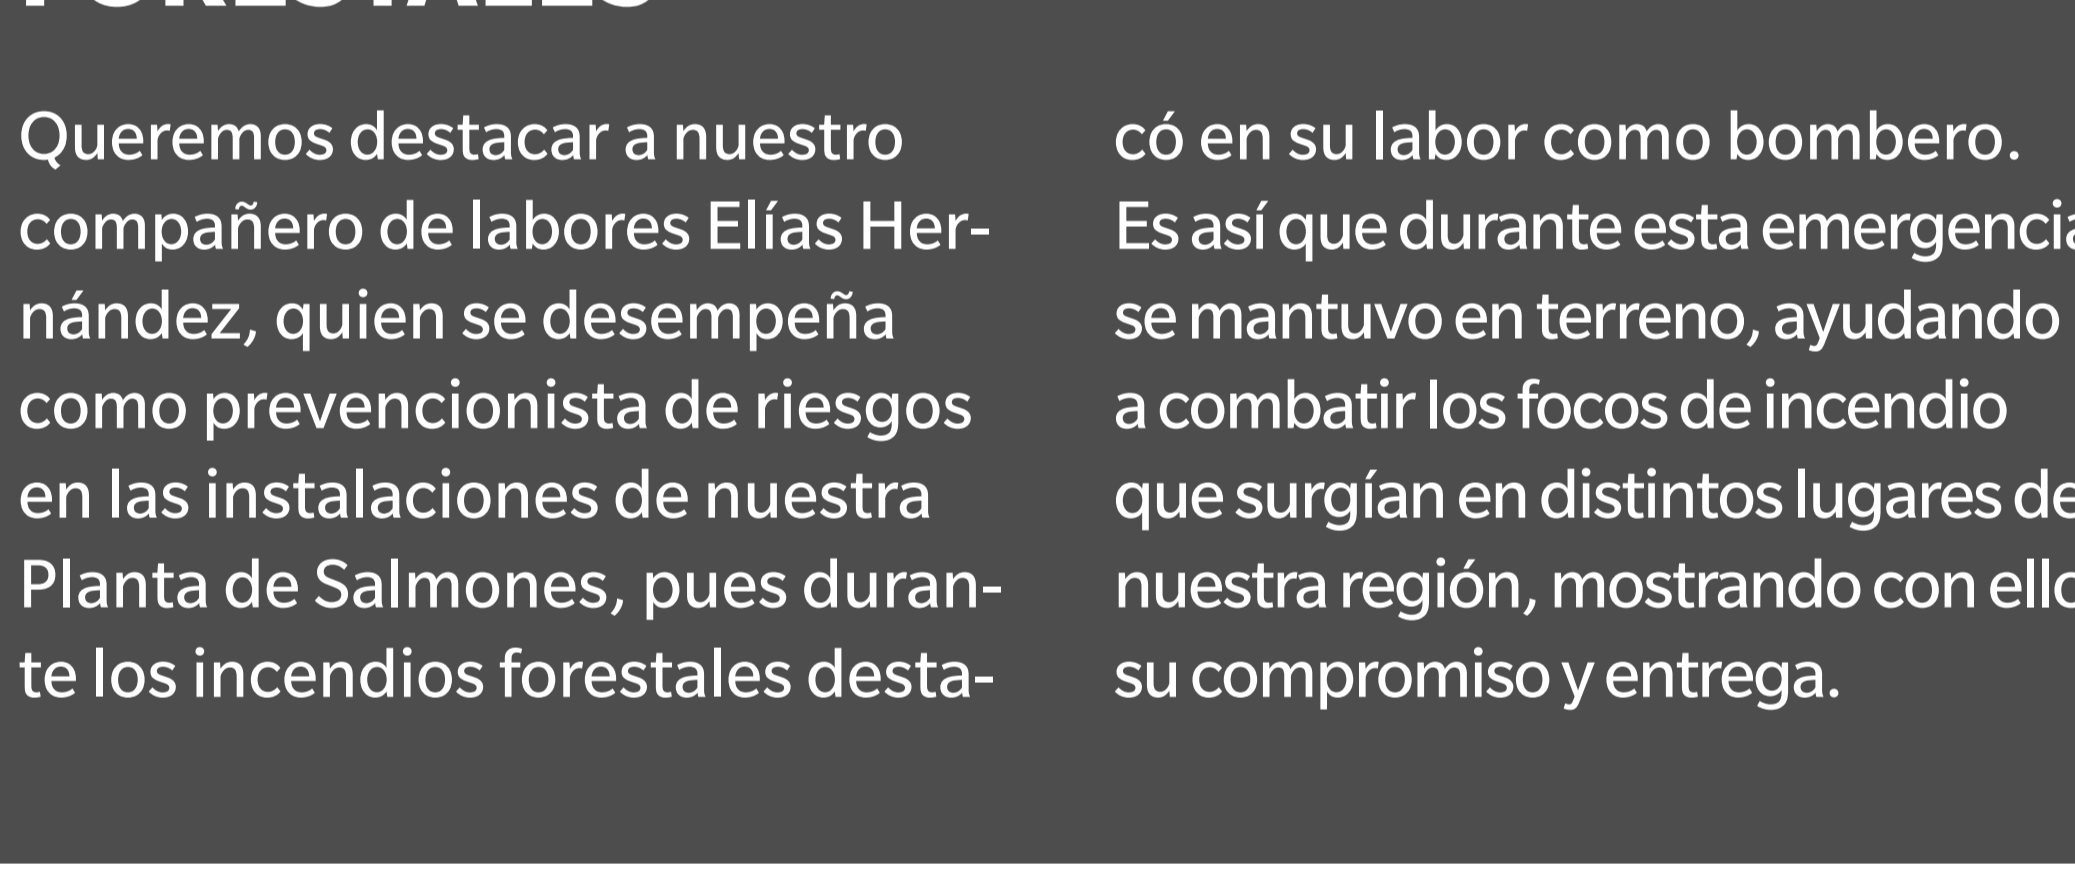 FORESTALES
Queremos destacar a nuestro
compañero de labores Elías Her-
nández, quien se desempeña
como prevencionista de riesgos
en las instalaciones de nuestra
Planta de Salmones, pues duran-
te los incendios forestales desta-
có en su labor como bombero.
Es así que durante esta emergencia
se mantuvo en terreno, ayudando
a combatir los focos de incendio
que surgían en distintos lugares de
nuestra región, mostrando con ello
su compromiso y entrega.